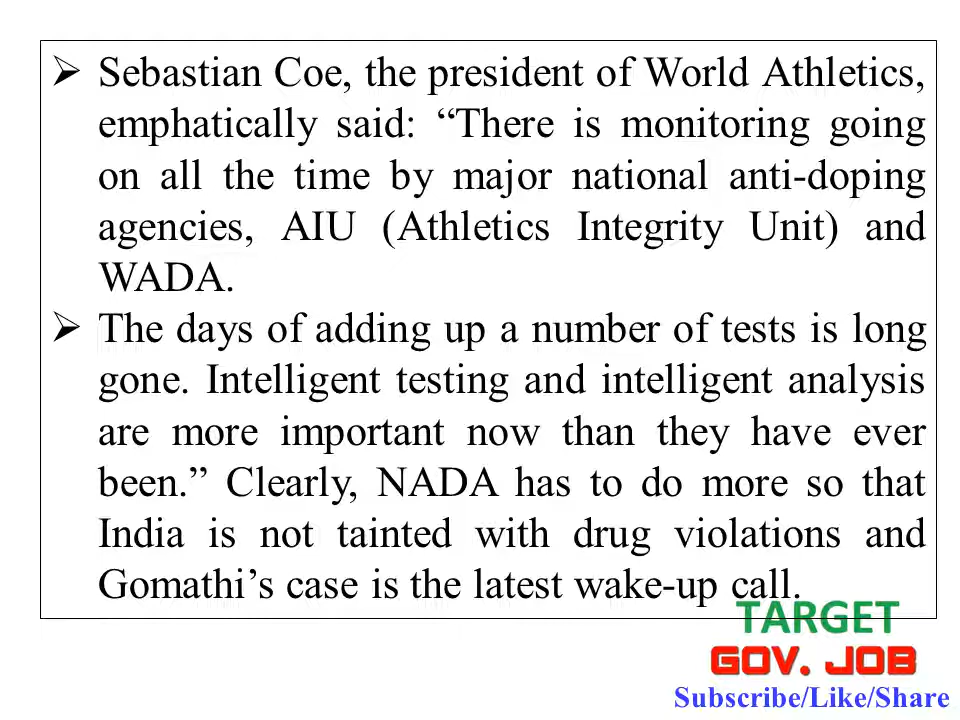 ➢ Sebastian Coe, the president of World Athletics,
emphatically said: “There is monitoring going
on all the time by major national anti-doping
agencies, AIU (Athletics Integrity Unit) and
WADA.
➢ The days of adding up a number of tests is long
gone. Intelligent testing and intelligent analysis
are more important now than they have ever
been.” Clearly, NADA has to do more so that
India is not tainted with drug violations and
Gomathi’s case is the latest wake-up call.
TARGET
GOV. JOB
Subscribe/Like/Share